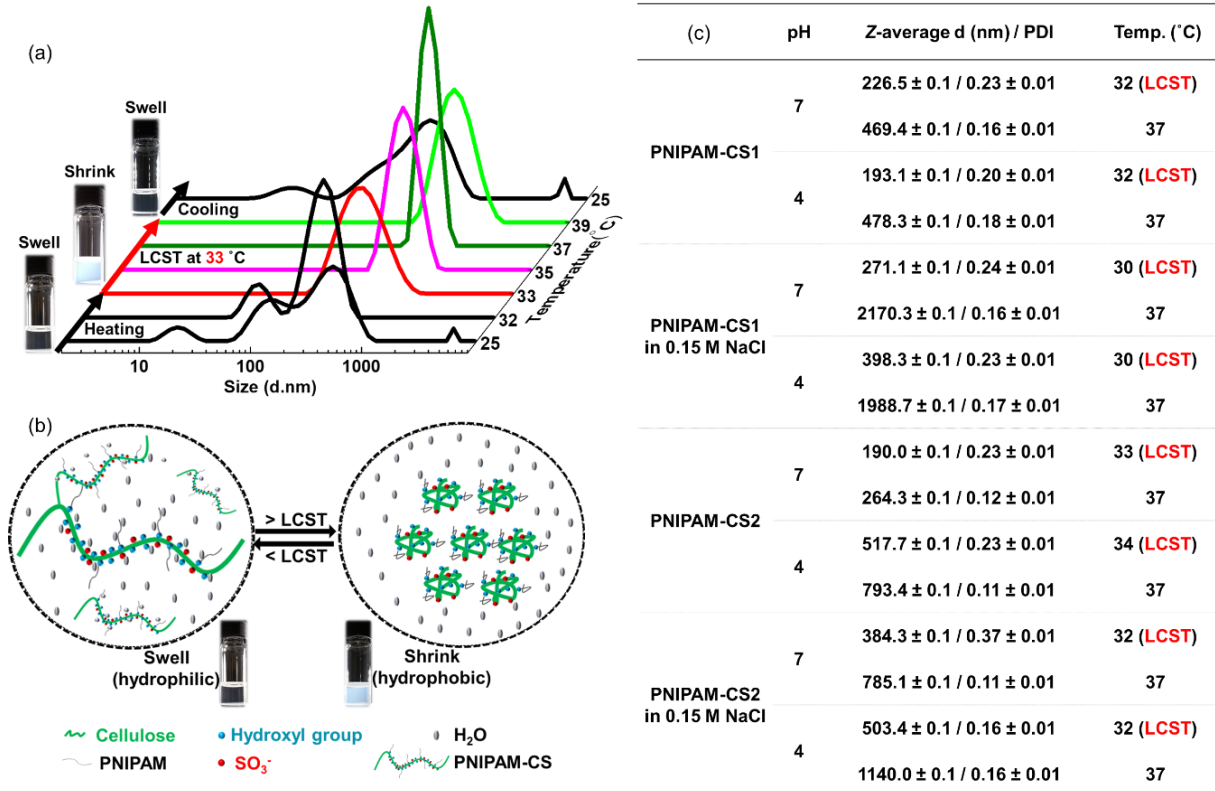 (a)
Swell
Shrink
Swell
Cooling
LCST at 33 °C
Heating
25
39
37
35
33
32
25
Temperature(°C)
10 100 1000
Size (d.nm)
(b)
> LCST
< LCST
Swell
(hydrophilic)
Shrink
(hydrophobic)
Cellulose
Hydroxyl group
H2O
PNIPAM
SO3-
PNIPAM-CS
(c) pH Z-average d (nm) / PDI Temp. (°C)
PNIPAM-CS1
7
226.5 ± 0.1 / 0.23 ± 0.01 32 (LCST)
469.4 ± 0.1 / 0.16 ± 0.01 37
4
193.1 ± 0.1 / 0.20 ± 0.01 32 (LCST)
478.3 ± 0.1 / 0.18 ± 0.01 37
PNIPAM-CS1
in 0.15 M NaCl
7
271.1 ± 0.1 / 0.24 ± 0.01 30 (LCST)
2170.3 ± 0.1 / 0.16 ± 0.01 37
4
398.3 ± 0.1 / 0.23 ± 0.01 30 (LCST)
1988.7 ± 0.1 / 0.17 ± 0.01 37
PNIPAM-CS2
7
190.0 ± 0.1 / 0.23 ± 0.01 33 (LCST)
264.3 ± 0.1 / 0.12 ± 0.01 37
4
517.7 ± 0.1 / 0.23 ± 0.01 34 (LCST)
793.4 ± 0.1 / 0.11 ± 0.01 37
PNIPAM-CS2
in 0.15 M NaCl
7
384.3 ± 0.1 / 0.37 ± 0.01 32 (LCST)
785.1 ± 0.1 / 0.11 ± 0.01 37
4
503.4 ± 0.1 / 0.16 ± 0.01 32 (LCST)
1140.0 ± 0.1 / 0.16 ± 0.01 37